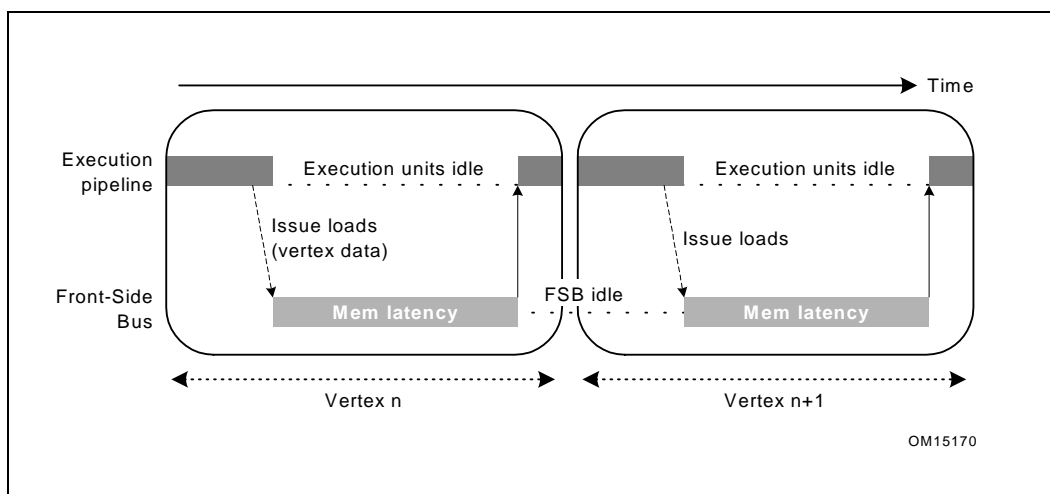 Time
Execution
pipeline
Execution units idle
Execution units idle
Issue loads
(vertex data)
Issue loads
Front-Side
Bus
Mem latency
FSB idle
Mem latency
Vertex n
Vertex n+1
OM15170